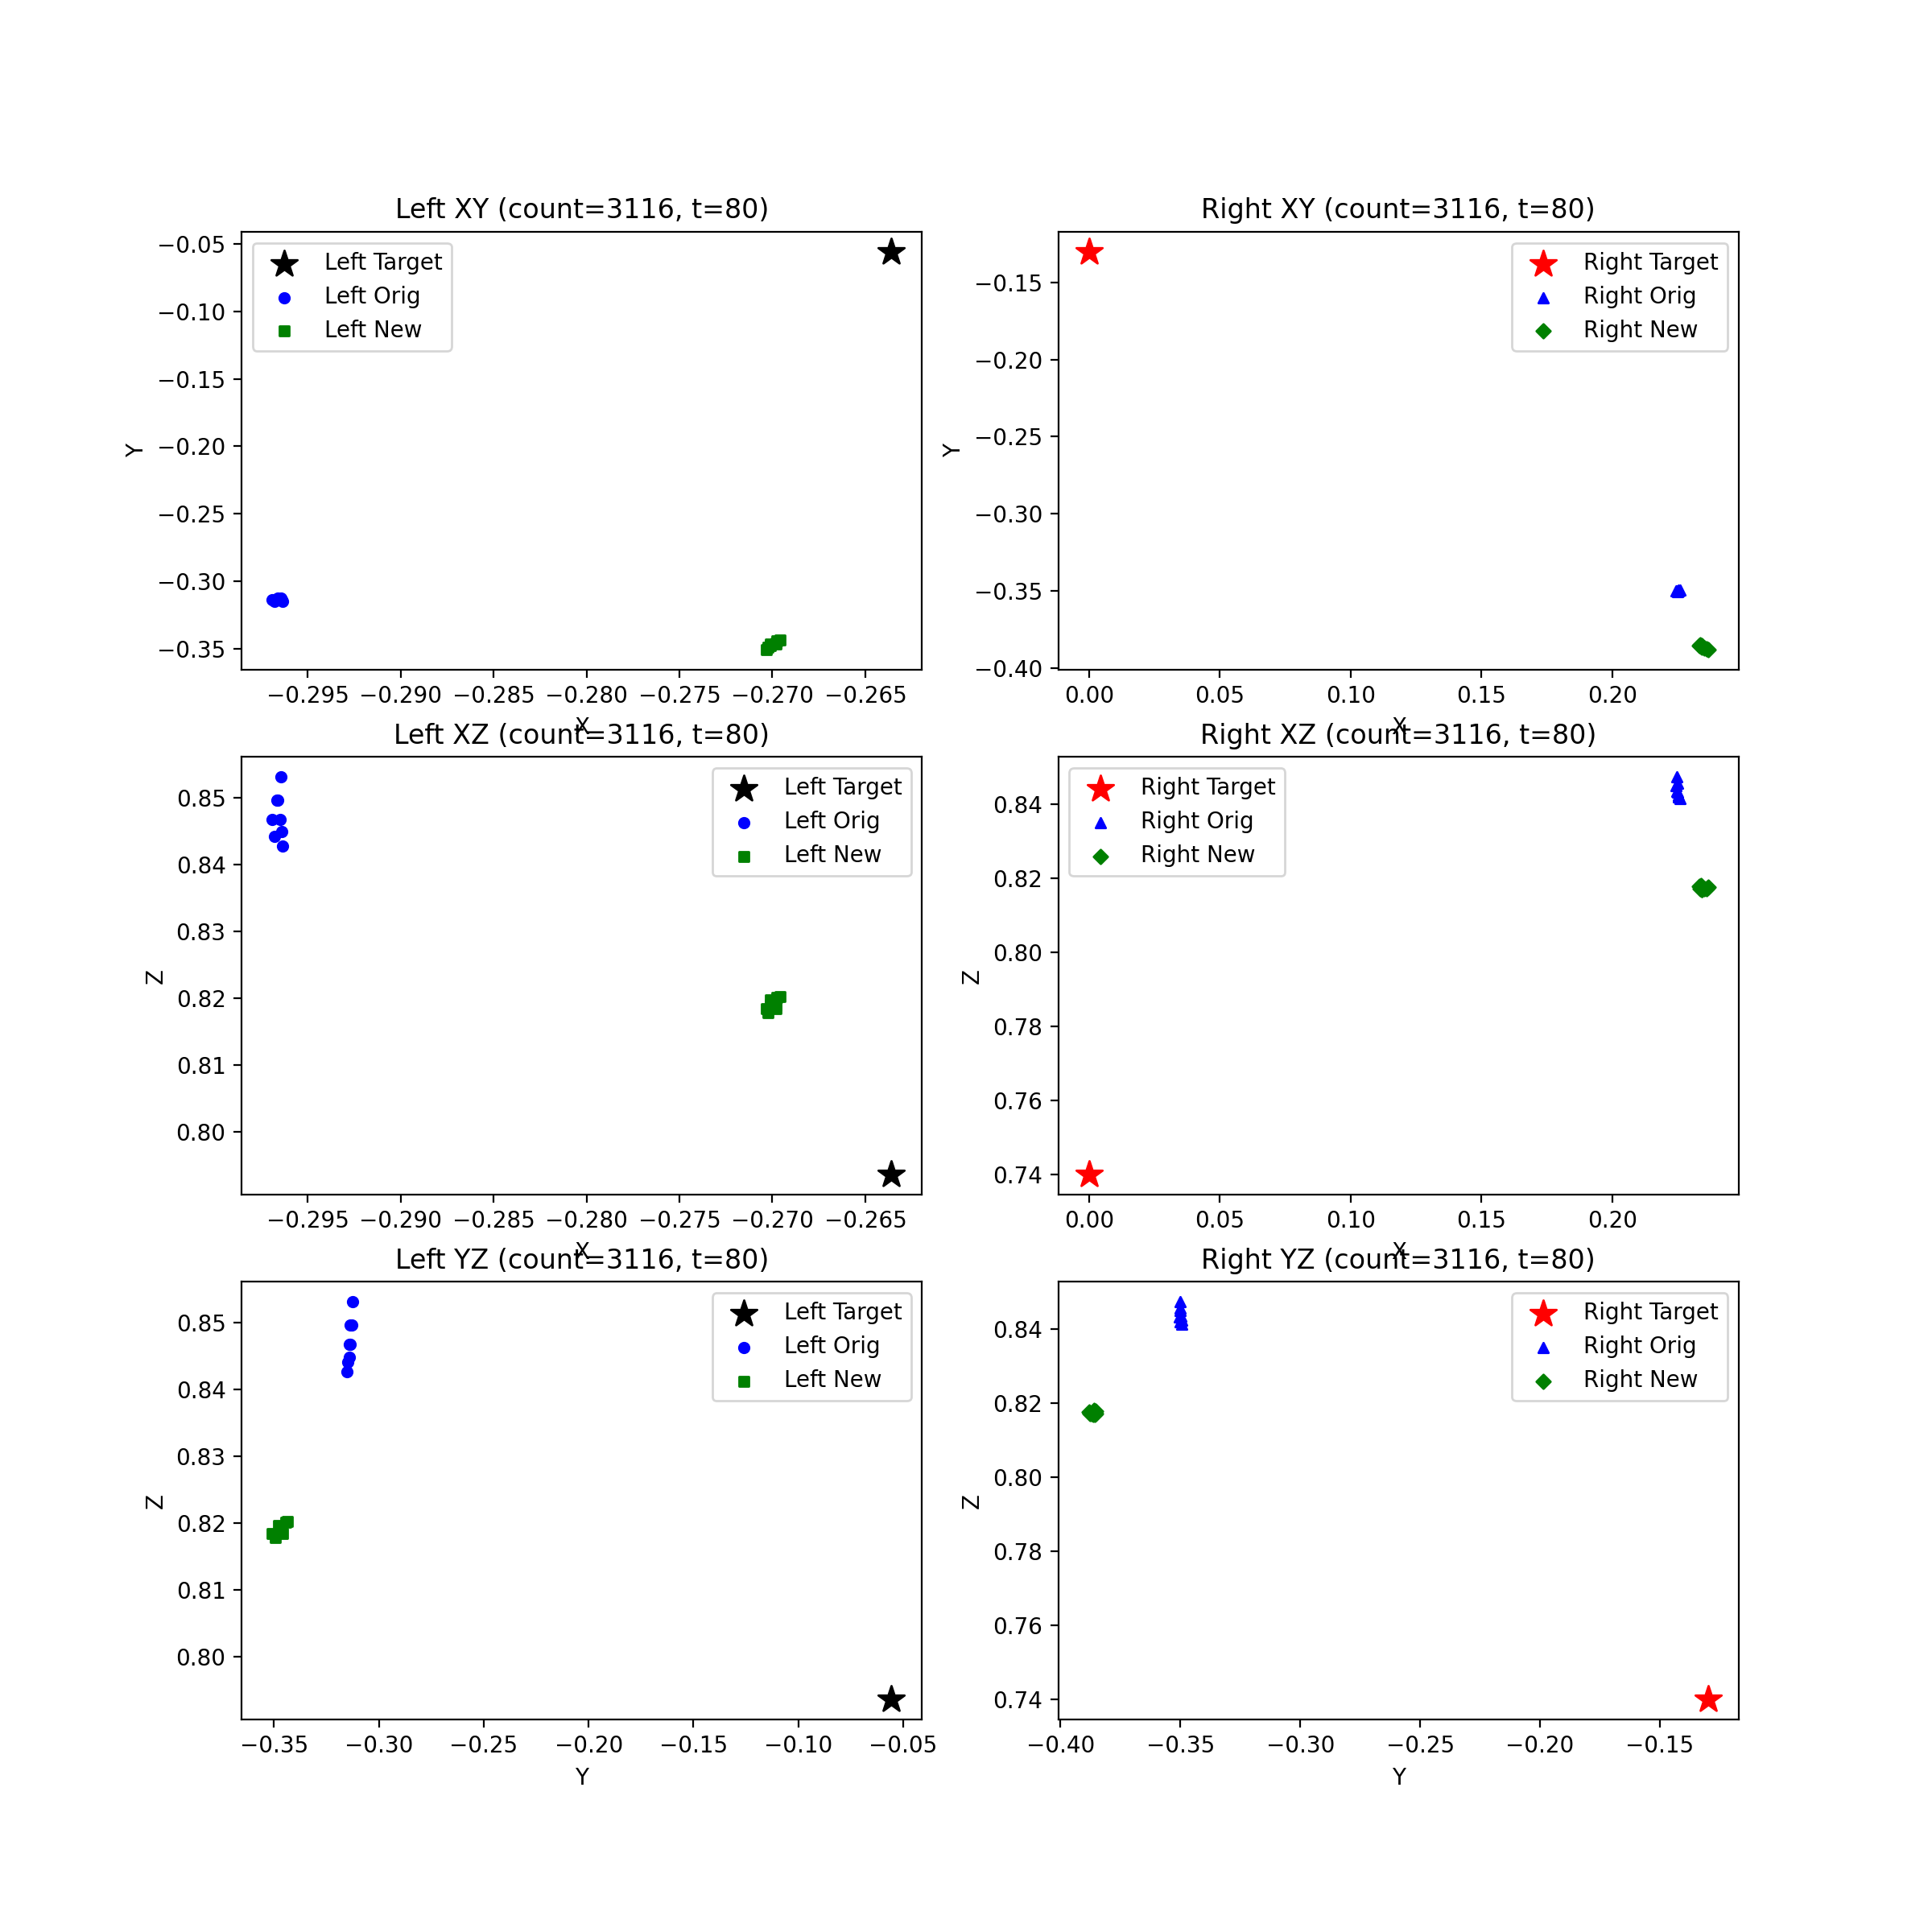 Left XY (count=3116, t=80)
Left Target
Left Orig
Left New
−0.05
−0.10
−0.15
−0.20
−0.25
−0.30
−0.35
Y
−0.295 −0.290 −0.285 −0.280 −0.275 −0.270 −0.265
X
Right XY (count=3116, t=80)
Right Target
Right Orig
Right New
−0.15
−0.20
−0.25
−0.30
−0.35
−0.40
Y
0.00 0.05 0.10 0.15 0.20
X
Left XZ (count=3116, t=80)
Left Target
Left Orig
Left New
0.85
0.84
0.83
0.82
0.81
0.80
Z
−0.295 −0.290 −0.285 −0.280 −0.275 −0.270 −0.265
X
Right XZ (count=3116, t=80)
Right Target
Right Orig
Right New
0.84
0.82
0.80
0.78
0.76
0.74
Z
0.00 0.05 0.10 0.15 0.20
X
Left YZ (count=3116, t=80)
Left Target
Left Orig
Left New
0.85
0.84
0.83
0.82
0.81
0.80
Z
−0.35 −0.30 −0.25 −0.20 −0.15 −0.10 −0.05
Y
Right YZ (count=3116, t=80)
Right Target
Right Orig
Right New
0.84
0.82
0.80
0.78
0.76
0.74
Z
−0.40 −0.35 −0.30 −0.25 −0.20 −0.15
Y